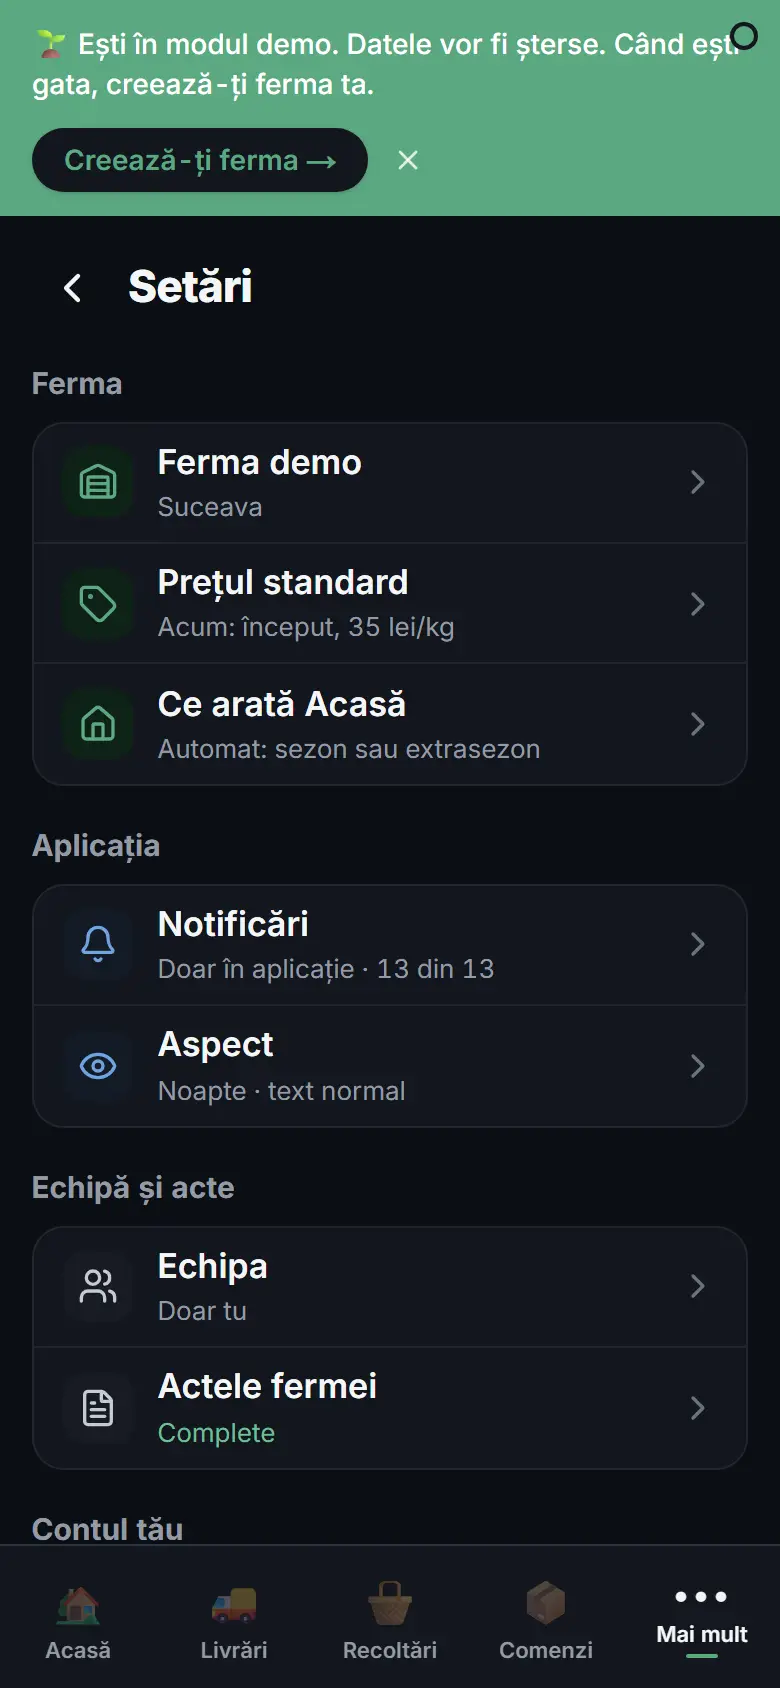 Ești în modul demo. Datele vor fi șterse. Când ești
gata, creează-ți ferma ta.
Creează-ți ferma →
Setări
Ferma
Ferma demo
Suceava
Prețul standard
Acum: început, 35 lei/kg
Ce arată Acasă
Automat: sezon sau extrasezon
Aplicația
Notificări
Doar în aplicație · 13 din 13
Aspect
Noapte · text normal
Echipă și acte
Echipa
Doar tu
Actele fermei
Complete
Contul tău
Acasă
Livrări
Recoltări
Comenzi
Mai mult